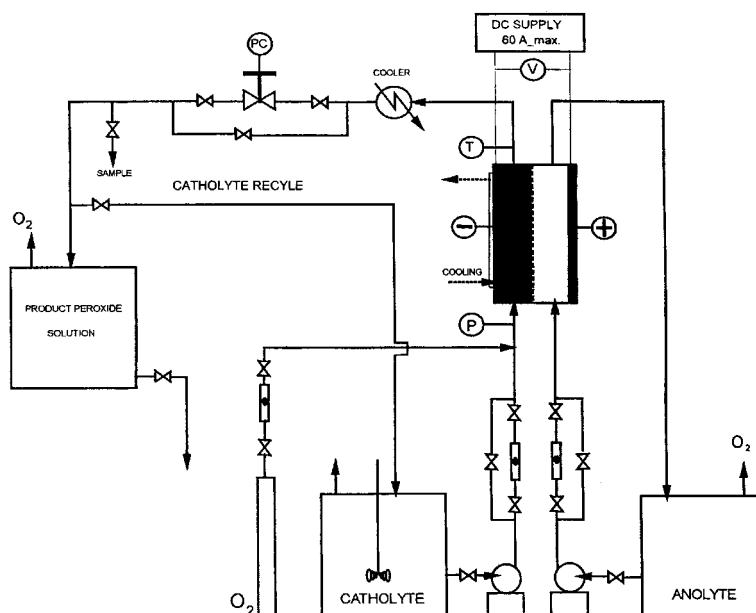 DC SUPPLY
60 A_max.
PC
V
COOLER
T
SAMPLE
CATHOLYTE RECYLE
O2
−
+
COOLING
PRODUCT PEROXIDE
SOLUTION
P
O2
O2
CATHOLYTE
ANOLYTE